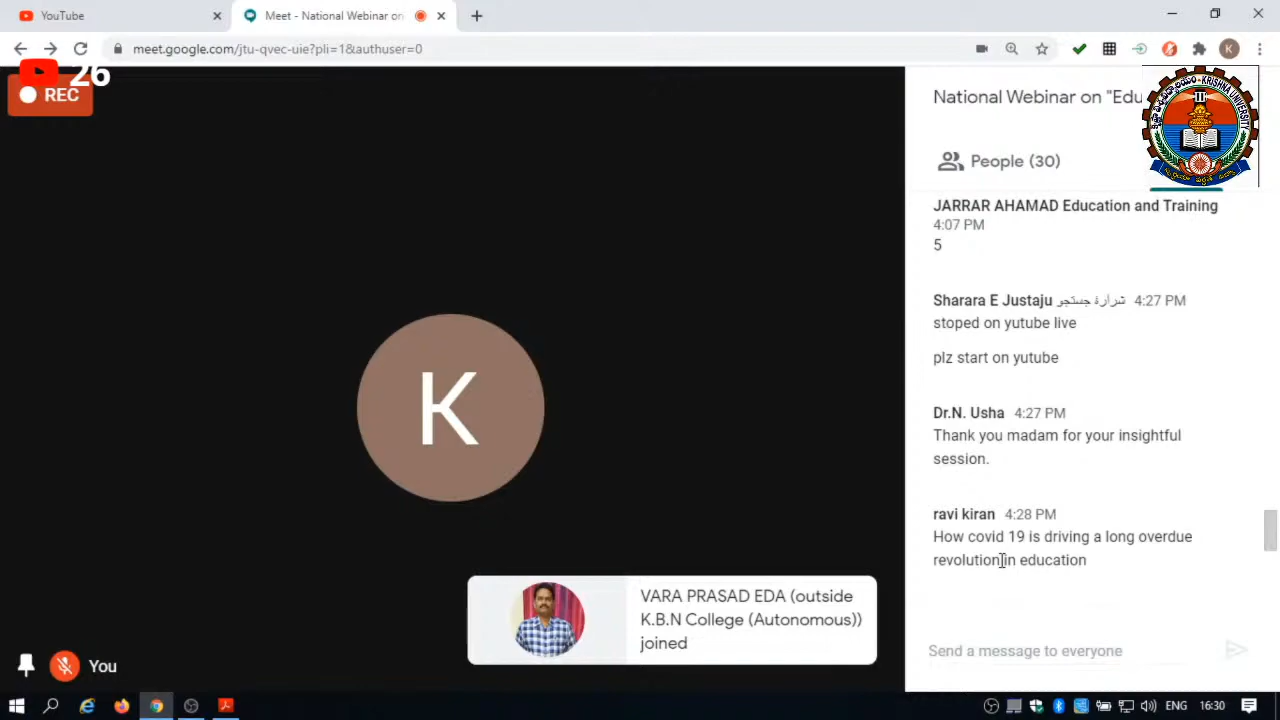 YouTube
Meet - National Webinar on
meet.google.com/jtu-qvec-uie?pli=1&authuser=0
K
26
REC
National Webinar on "Edu
People (30)
JARRAR AHAMAD Education and Training
4:07 PM
5
Sharara E Justaju شرارۂ جستجو 4:27 PM
stoped on yutube live
plz start on yutube
Dr.N. Usha 4:27 PM
Thank you madam for your insightful
session.
ravi kiran 4:28 PM
How covid 19 is driving a long overdue
revolution in education
K
VARA PRASAD EDA (outside
K.B.N College (Autonomous))
joined
You
Send a message to everyone
ENG 16:30